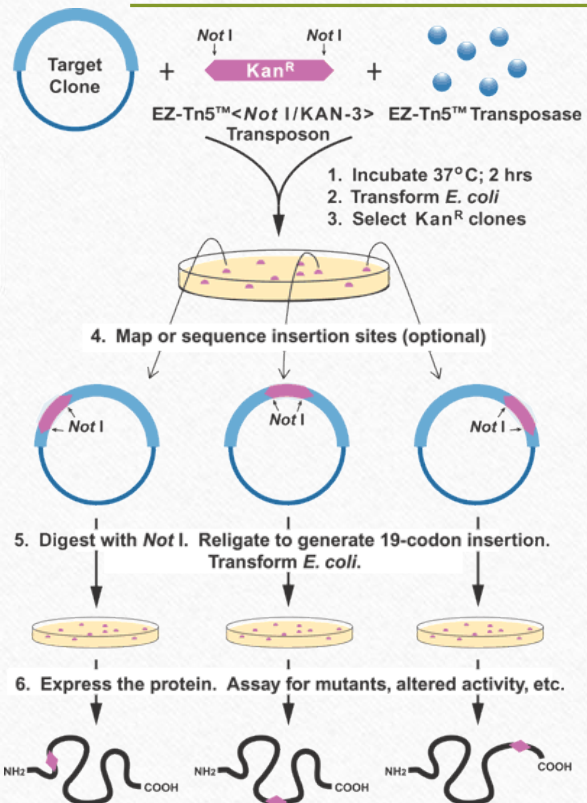 Target
Clone
+
Not I
Not I
Kanᴿ
+
EZ-Tn5™<Not I/KAN-3>
Transposon
EZ-Tn5™ Transposase
1. Incubate 37°C; 2 hrs
2. Transform E. coli
3. Select Kanᴿ clones
4. Map or sequence insertion sites (optional)
Not I
Not I
Not I
5. Digest with Not I. Religate to generate 19-codon insertion.
Transform E. coli.
6. Express the protein. Assay for mutants, altered activity, etc.
NH2
COOH
NH2
COOH
NH2
COOH